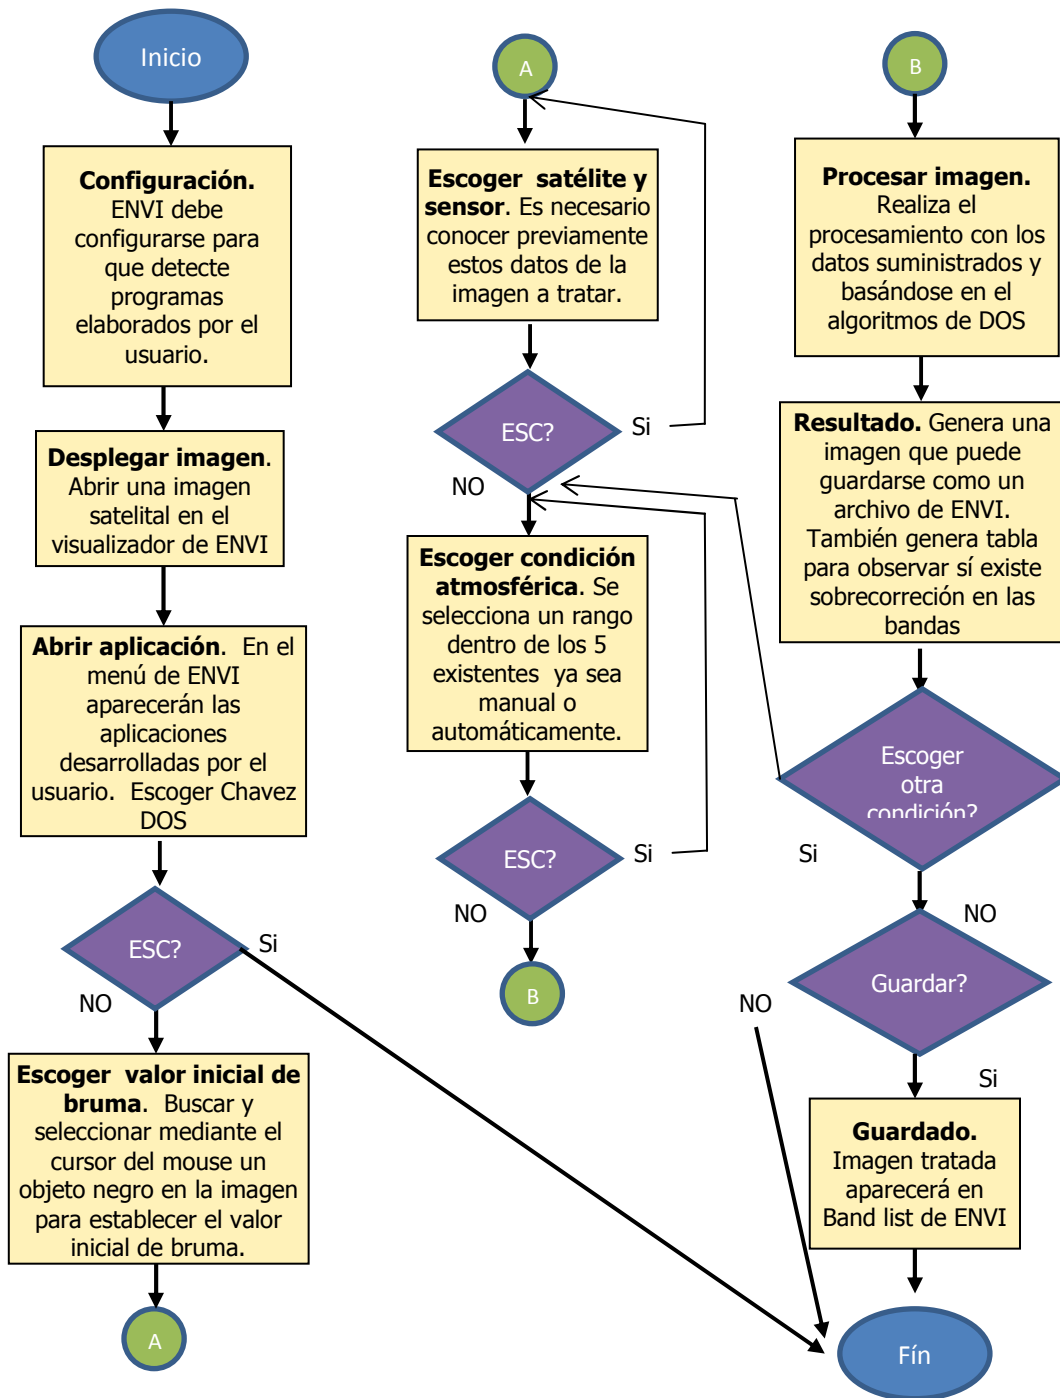 Inicio
Configuración.
ENVI debe
configurarse para
que detecte
programas
elaborados por el
usuario.
Desplegar imagen.
Abrir una imagen
satelital en el
visualizador de ENVI
Abrir aplicación. En el
menú de ENVI
aparecerán las
aplicaciones
desarrolladas por el
usuario. Escoger Chavez
DOS
ESC?
Si
NO
Escoger valor inicial de
bruma. Buscar y
seleccionar mediante el
cursor del mouse un
objeto negro en la imagen
para establecer el valor
inicial de bruma.
A
A
Escoger satélite y
sensor. Es necesario
conocer previamente
estos datos de la
imagen a tratar.
ESC?
Si
NO
Escoger condición
atmosférica. Se
selecciona un rango
dentro de los 5
existentes ya sea
manual o
automáticamente.
ESC?
Si
NO
B
B
Procesar imagen.
Realiza el
procesamiento con los
datos suministrados y
basándose en el
algoritmos de DOS
Resultado. Genera una
imagen que puede
guardarse como un
archivo de ENVI.
También genera tabla
para observar sí existe
sobrecorreción en las
bandas
Escoger
otra
condición?
Si
NO
Guardar?
NO
Si
Guardado.
Imagen tratada
aparecerá en
Band list de ENVI
Fín